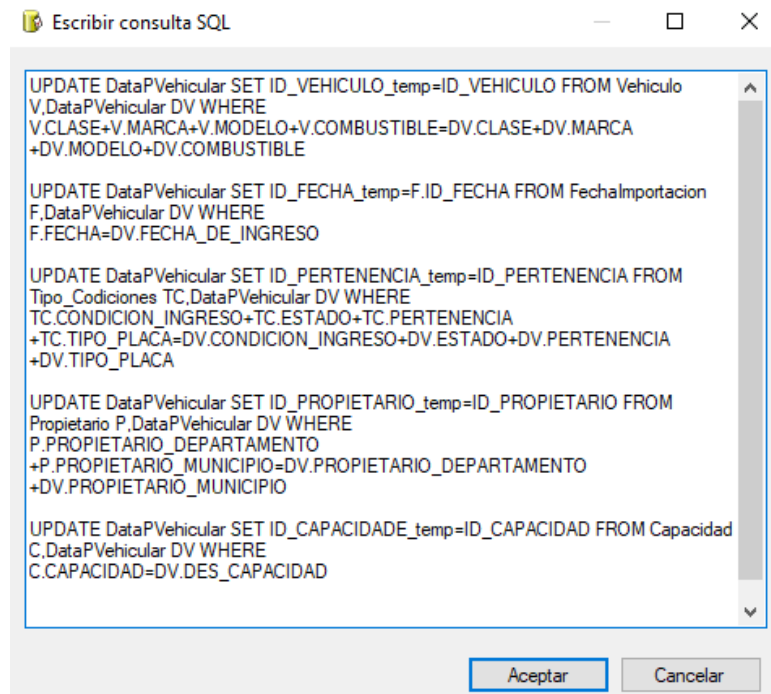 Escribir consulta SQL
UPDATE DataPVehicular SET ID_VEHICULO_temp=ID_VEHICULO FROM Vehiculo
V,DataPVehicular DV WHERE
V.CLASE+V.MARCA+V.MODELO+V.COMBUSTIBLE=DV.CLASE+DV.MARCA
+DV.MODELO+DV.COMBUSTIBLE
UPDATE DataPVehicular SET ID_FECHA_temp=F.ID_FECHA FROM FechaImportacion
F,DataPVehicular DV WHERE
F.FECHA=DV.FECHA_DE_INGRESO
UPDATE DataPVehicular SET ID_PERTENENCIA_temp=ID_PERTENENCIA FROM
Tipo_Codiciones TC,DataPVehicular DV WHERE
TC.CONDICION_INGRESO+TC.ESTADO+TC.PERTENENCIA
+TC.TIPO_PLACA=DV.CONDICION_INGRESO+DV.ESTADO+DV.PERTENENCIA
+DV.TIPO_PLACA
UPDATE DataPVehicular SET ID_PROPIETARIO_temp=ID_PROPIETARIO FROM
Propietario P,DataPVehicular DV WHERE
P.PROPIETARIO_DEPARTAMENTO
+P.PROPIETARIO_MUNICIPIO=DV.PROPIETARIO_DEPARTAMENTO
+DV.PROPIETARIO_MUNICIPIO
UPDATE DataPVehicular SET ID_CAPACIDADE_temp=ID_CAPACIDAD FROM Capacidad
C,DataPVehicular DV WHERE
C.CAPACIDAD=DV.DES_CAPACIDAD
Aceptar
Cancelar